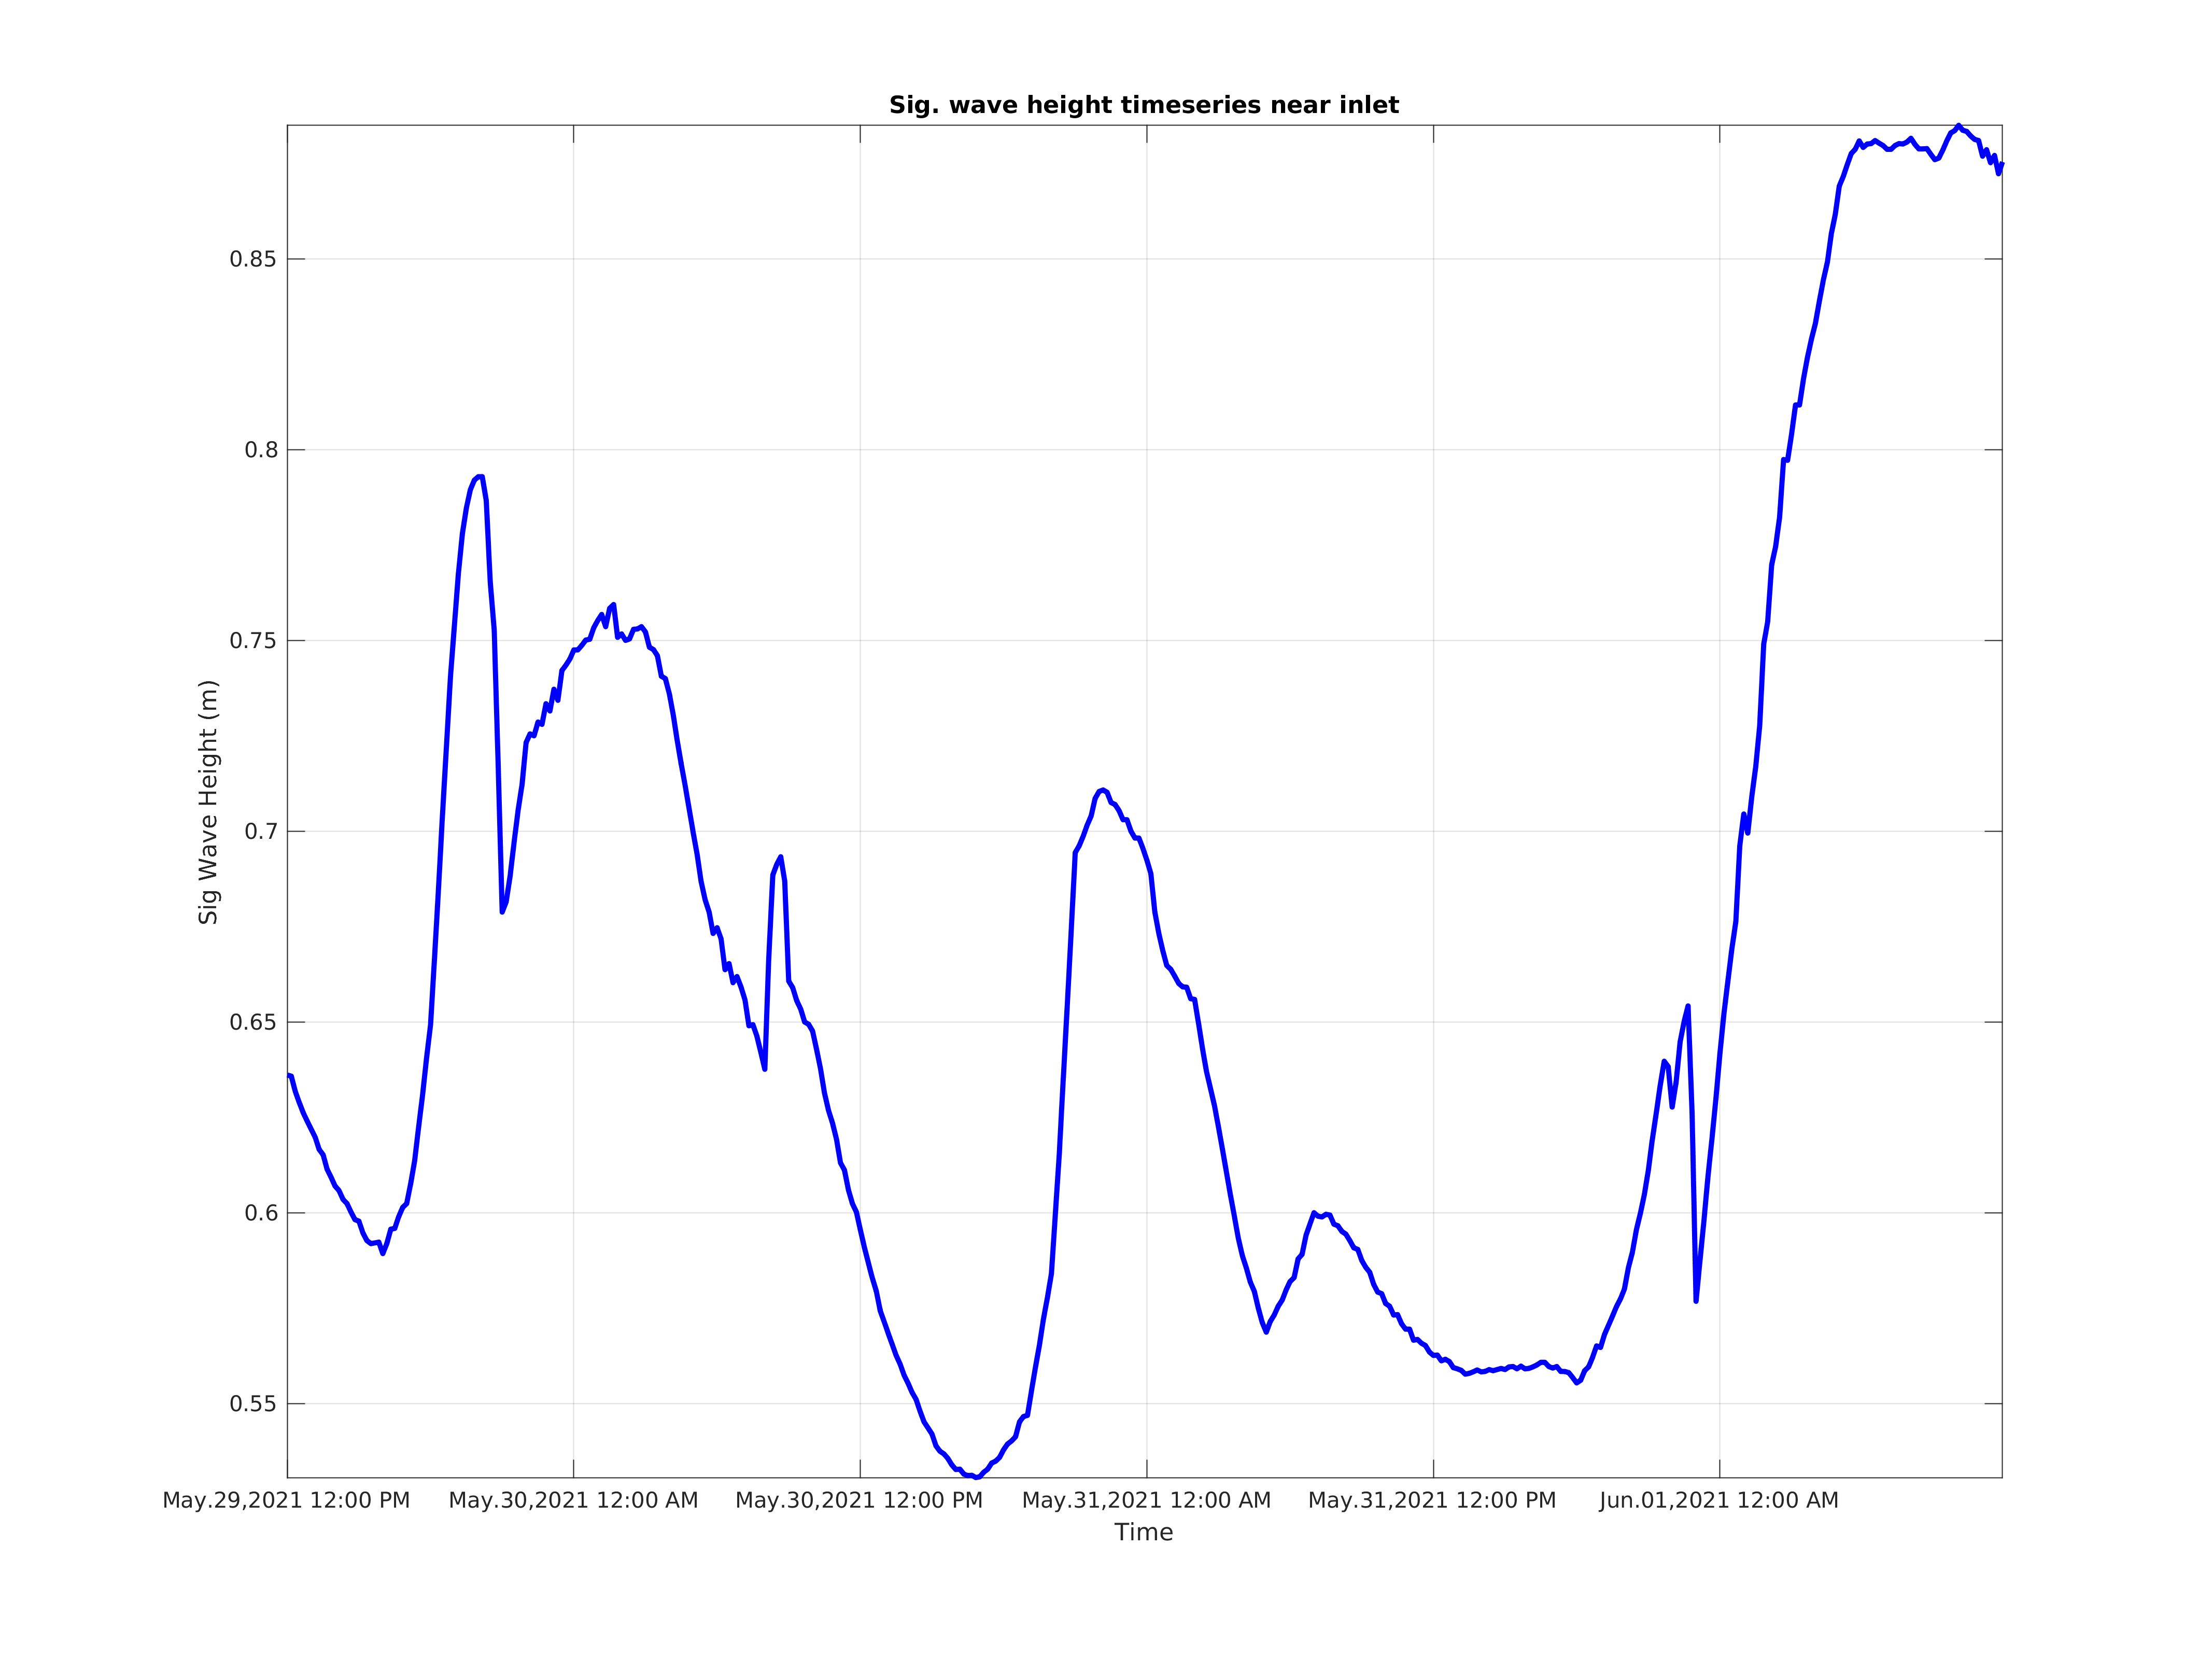 Sig. wave height timeseries near inlet
0.85
0.8
0.75
0.7
0.65
0.6
0.55
Sig Wave Height (m)
May.29,2021 12:00 PM May.30,2021 12:00 AM May.30,2021 12:00 PM May.31,2021 12:00 AM May.31,2021 12:00 PM Jun.01,2021 12:00 AM
Time